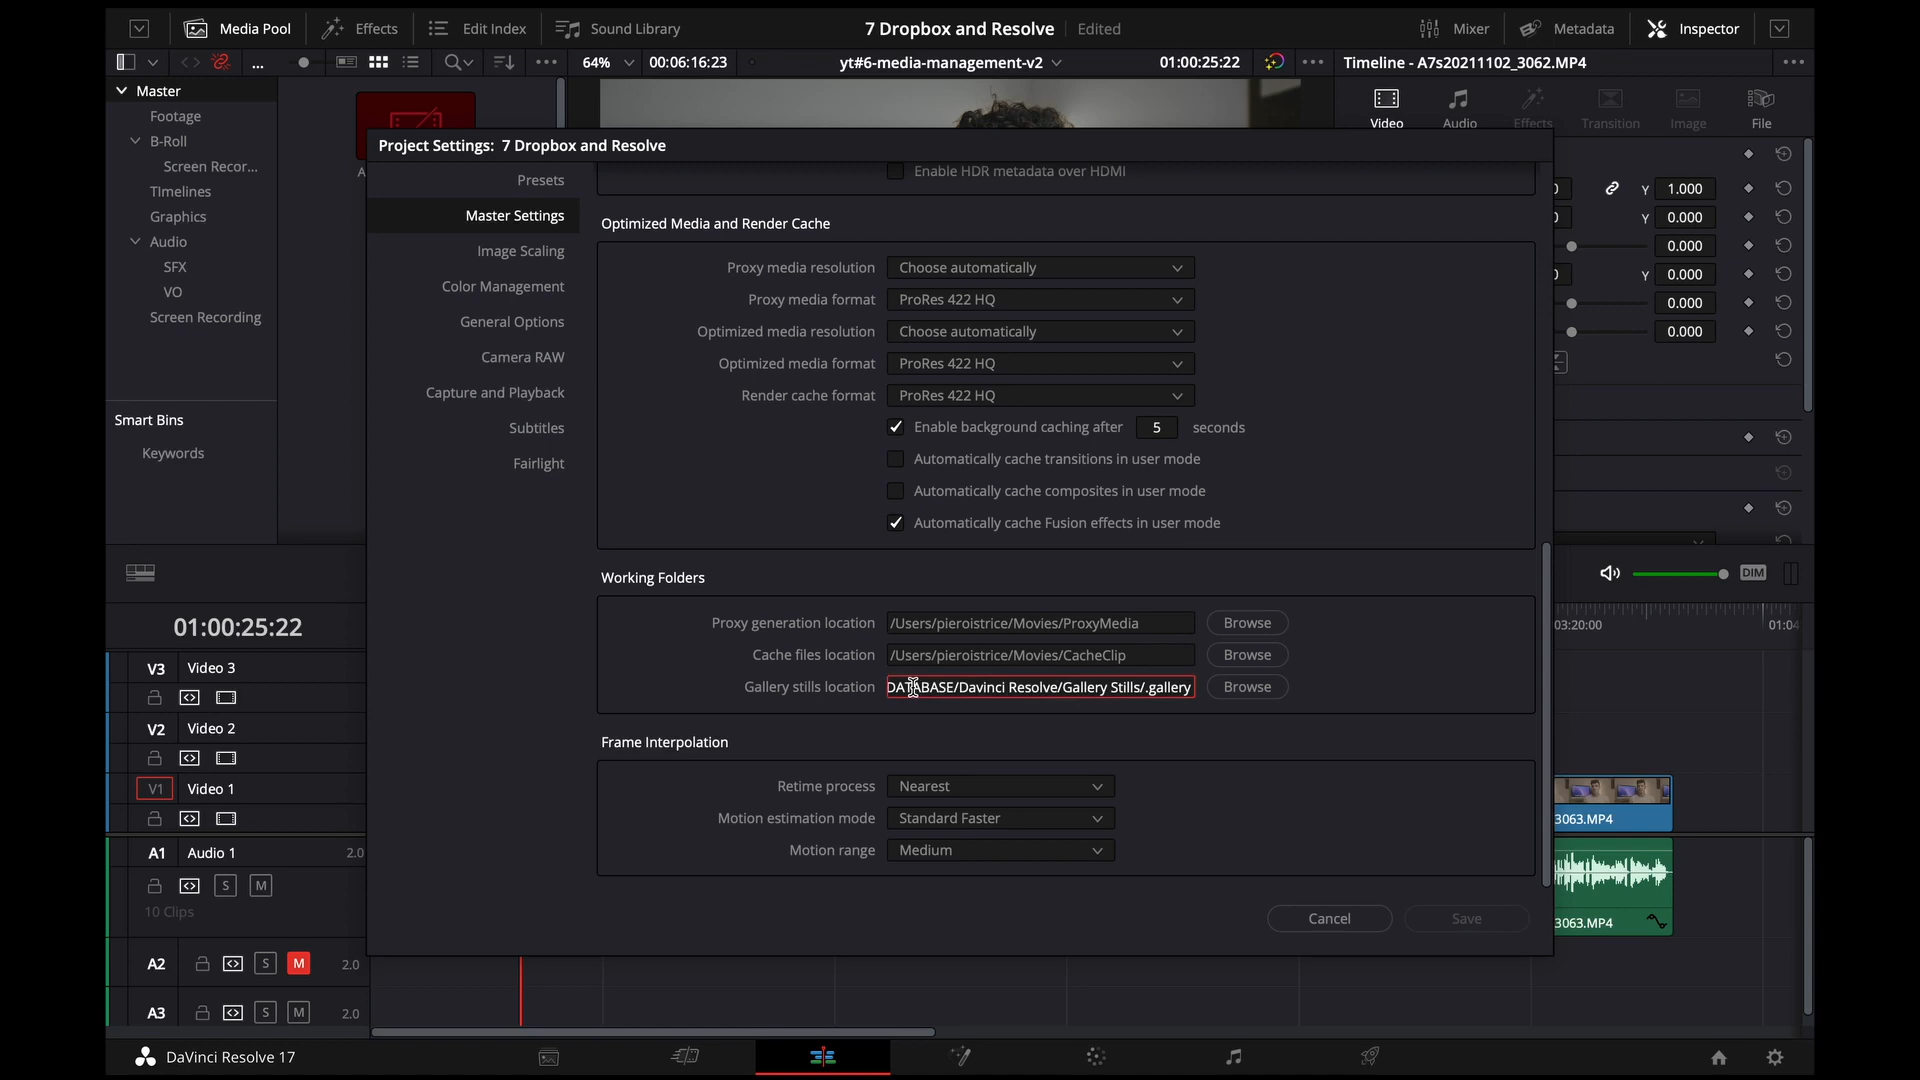 Media Pool Effects Edit Index Sound Library 7 Dropbox and Resolve Edited Mixer Metadata Inspector
... 64% 00:06:16:23 yt#6-media-management-v2 01:00:25:22 Timeline - A7s20211102_3062.MP4
Master
Footage
B-Roll
Screen Recor...
TImelines
Graphics
Audio
SFX
VO
Screen Recording
Smart Bins
Keywords
Video Audio Effects Transition Image File
Project Settings: 7 Dropbox and Resolve
Presets
Master Settings
Image Scaling
Color Management
General Options
Camera RAW
Capture and Playback
Subtitles
Fairlight
Enable HDR metadata over HDMI
Optimized Media and Render Cache
Proxy media resolution Choose automatically
Proxy media format ProRes 422 HQ
Optimized media resolution Choose automatically
Optimized media format ProRes 422 HQ
Render cache format ProRes 422 HQ
Enable background caching after 5 seconds
Automatically cache transitions in user mode
Automatically cache composites in user mode
Automatically cache Fusion effects in user mode
Working Folders
Proxy generation location /Users/pieroistrice/Movies/ProxyMedia Browse
Cache files location /Users/pieroistrice/Movies/CacheClip Browse
Gallery stills location DATABASE/Davinci Resolve/Gallery Stills/.gallery Browse
Frame Interpolation
Retime process Nearest
Motion estimation mode Standard Faster
Motion range Medium
Cancel Save
Y 1.000
Y 0.000
0.000
Y 0.000
0.000
0.000
DIM
01:00:25:22
03:20:00 01:04
V3 Video 3
V2 Video 2
V1 Video 1
3063.MP4
A1 Audio 1 2.0
S M
10 Clips
3063.MP4
A2 S M 2.0
A3 S M 2.0
DaVinci Resolve 17